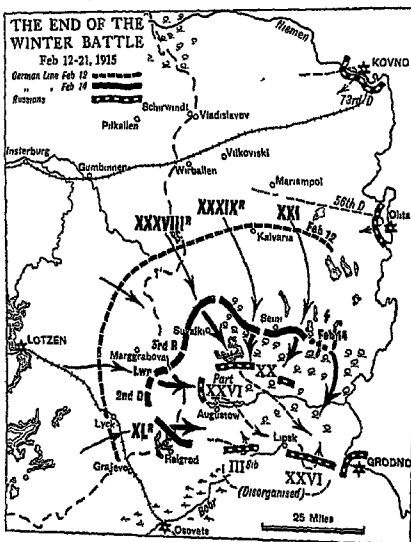 THE END OF THE
WINTER BATTLE
Feb 12-21, 1915
German Line Feb 12
" " Feb 14
Russians
Niemen
KOVNO
73rd D
Schirwindt
Vladislavov
Pilkallen
Insterburg
Gumbinnen
Wirballen
Vilkoviski
Mariampol
56th D
Olita
XXXVIIIᴿ
XXXIXᴿ
XXI
Kalvaria
Feb 12
LOTZEN
Suvalki
Seini
Feb 14
3rd R
Marggrabova
Lwr
2nd D
XX
Part
XXVI
Augustow
Lyck
XLᴿ
Raigrod
Lipsk
Grajevo
III Sib
XXVI
GRODNO
(Disorganised)
Bobr
Osovets
25 Miles